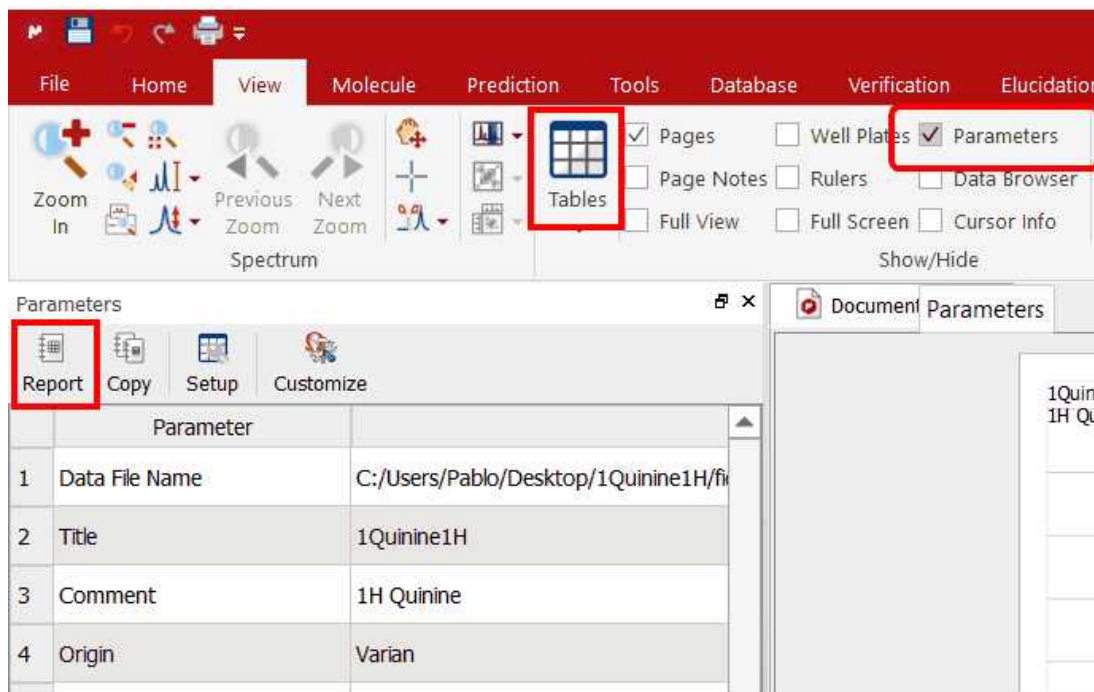 File Home View Molecule Prediction Tools Database Verification Elucidation
Zoom In
Previous Zoom
Next Zoom
Spectrum
Tables
Pages Well Plates Parameters
Page Notes Rulers Data Browser
Full View Full Screen Cursor Info
Show/Hide
Parameters
Document Parameters
Report Copy Setup Customize
1Quin
1H Qu
Parameter
1 Data File Name C:/Users/Pablo/Desktop/1Quinine1H/fi
2 Title 1Quinine1H
3 Comment 1H Quinine
4 Origin Varian